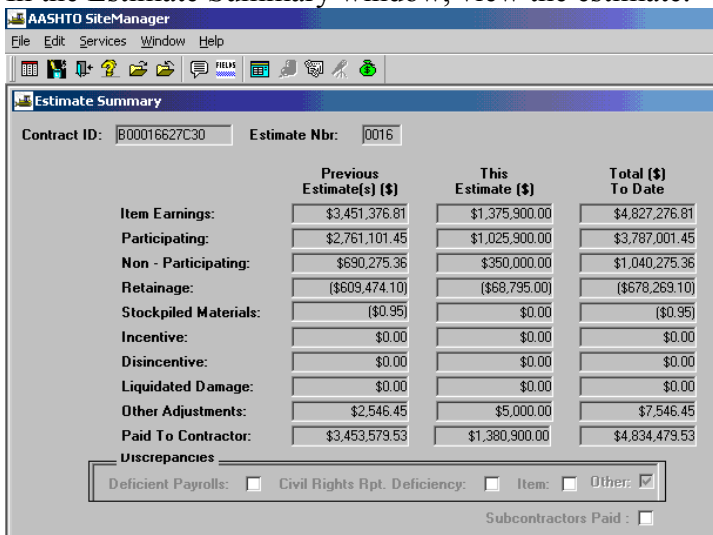 In the Estimate Summary window, view the estimate.
AASHTO SiteManager
File Edit Services Window Help
FIELDS
Estimate Summary
Contract ID: B00016627C30 Estimate Nbr: 0016
Previous Estimate(s) ($) This Estimate ($) Total ($) To Date
Item Earnings: $3,451,376.81 $1,375,900.00 $4,827,276.81
Participating: $2,761,101.45 $1,025,900.00 $3,787,001.45
Non - Participating: $690,275.36 $350,000.00 $1,040,275.36
Retainage: ($609,474.10) ($68,795.00) ($678,269.10)
Stockpiled Materials: ($0.95) $0.00 ($0.95)
Incentive: $0.00 $0.00 $0.00
Disincentive: $0.00 $0.00 $0.00
Liquidated Damage: $0.00 $0.00 $0.00
Other Adjustments: $2,546.45 $5,000.00 $7,546.45
Paid To Contractor: $3,453,579.53 $1,380,900.00 $4,834,479.53
Discrepancies
Deficient Payrolls: Civil Rights Rpt. Deficiency: Item: Other:
Subcontractors Paid :